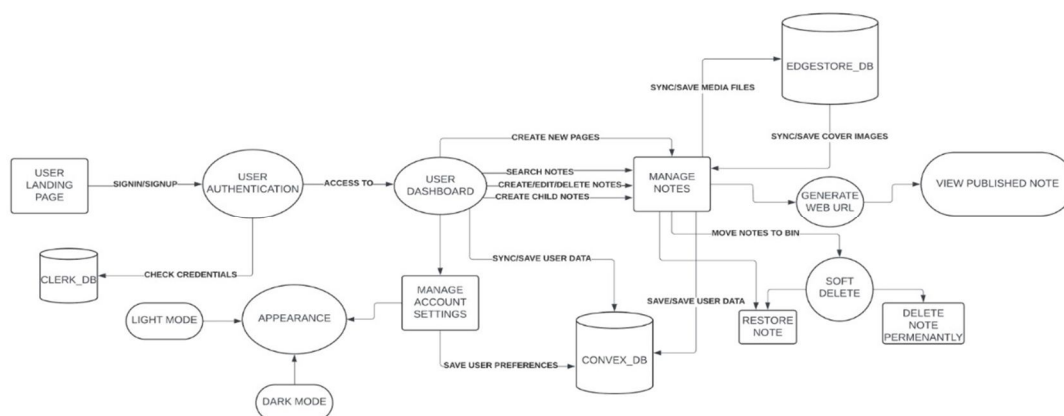 EDGESTORE_DB
SYNC/SAVE MEDIA FILES
SYNC/SAVE COVER IMAGES
CREATE NEW PAGES
USER
LANDING
PAGE
SIGNIN/SIGNUP
USER
AUTHENTICATION
ACCESS TO
USER
DASHBOARD
SEARCH NOTES
CREATE/EDIT/DELETE NOTES
CREATE CHILD NOTES
MANAGE
NOTES
GENERATE
WEB URL
VIEW PUBLISHED NOTE
MOVE NOTES TO BIN
CLERK_DB
CHECK CREDENTIALS
SYNC/SAVE USER DATA
MANAGE
ACCOUNT
SETTINGS
SOFT
DELETE
SAVE/SAVE USER DATA
LIGHT MODE
APPEARANCE
RESTORE
NOTE
DELETE
NOTE
PERMENANTLY
CONVEX_DB
SAVE USER PREFERENCES
DARK MODE